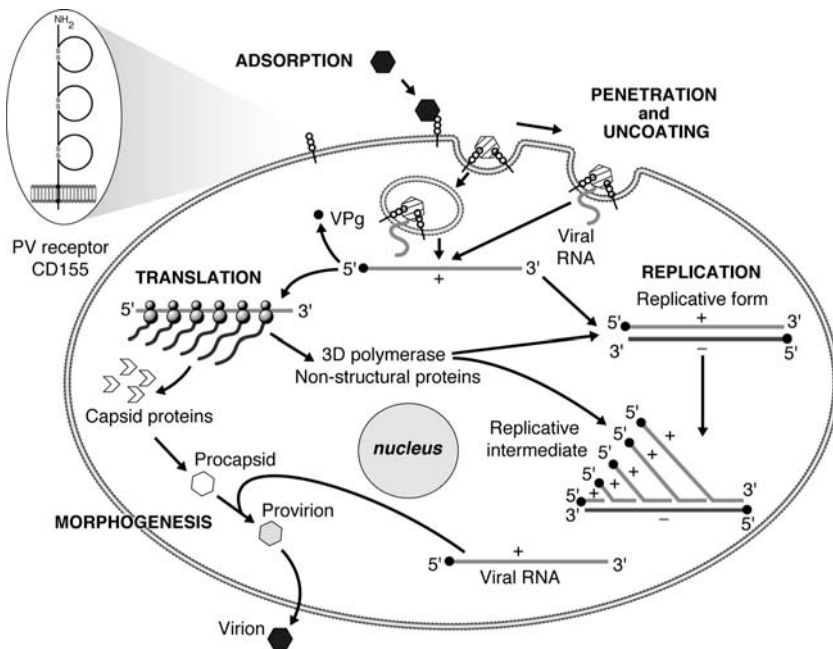 NH2
S
S
S
S
S
S
PV receptor
CD155
ADSORPTION
PENETRATION
and
UNCOATING
VPg
Viral
RNA
5' + 3'
TRANSLATION
5' 3'
REPLICATION
Replicative form
5' + 3'
3' – 5'
3D polymerase
Non-structural proteins
Capsid proteins
nucleus
Replicative
intermediate
5'
5' +
5' +
5' +
5' + 3'
3' – 5'
Procapsid
MORPHOGENESIS
Provirion
5' + 3'
Viral RNA
Virion